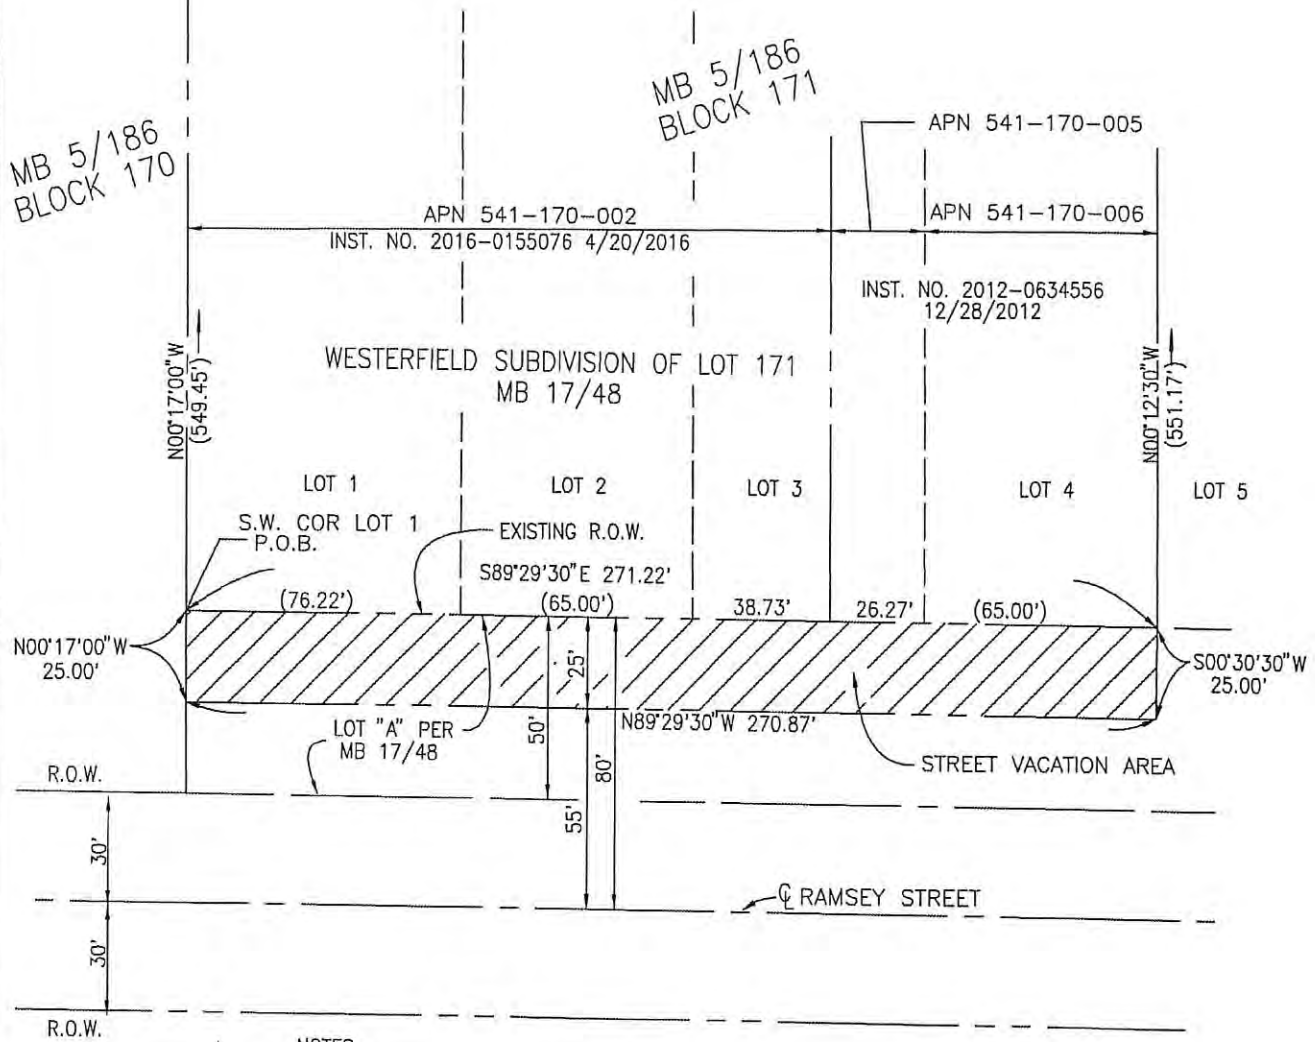 MB 5/186
BLOCK 170
MB 5/186
BLOCK 171
APN 541-170-005
APN 541-170-002
INST. NO. 2016-0155076 4/20/2016
APN 541-170-006
INST. NO. 2012-0634556
12/28/2012
N00°17'00"W
(549.45')
WESTERFIELD SUBDIVISION OF LOT 171
MB 17/48
N00°12'30"W
(551.17')
LOT 1
LOT 2
LOT 3
LOT 4
LOT 5
S.W. COR LOT 1
P.O.B.
EXISTING R.O.W.
S89°29'30"E 271.22'
(76.22')
(65.00')
38.73'
26.27'
(65.00')
N00°17'00"W
25.00'
25'
S00°30'30"W
25.00'
LOT "A" PER
MB 17/48
50'
N89°29'30"W 270.87'
80'
55'
STREET VACATION AREA
R.O.W.
30'
℄ RAMSEY STREET
30'
R.O.W.
NOTES